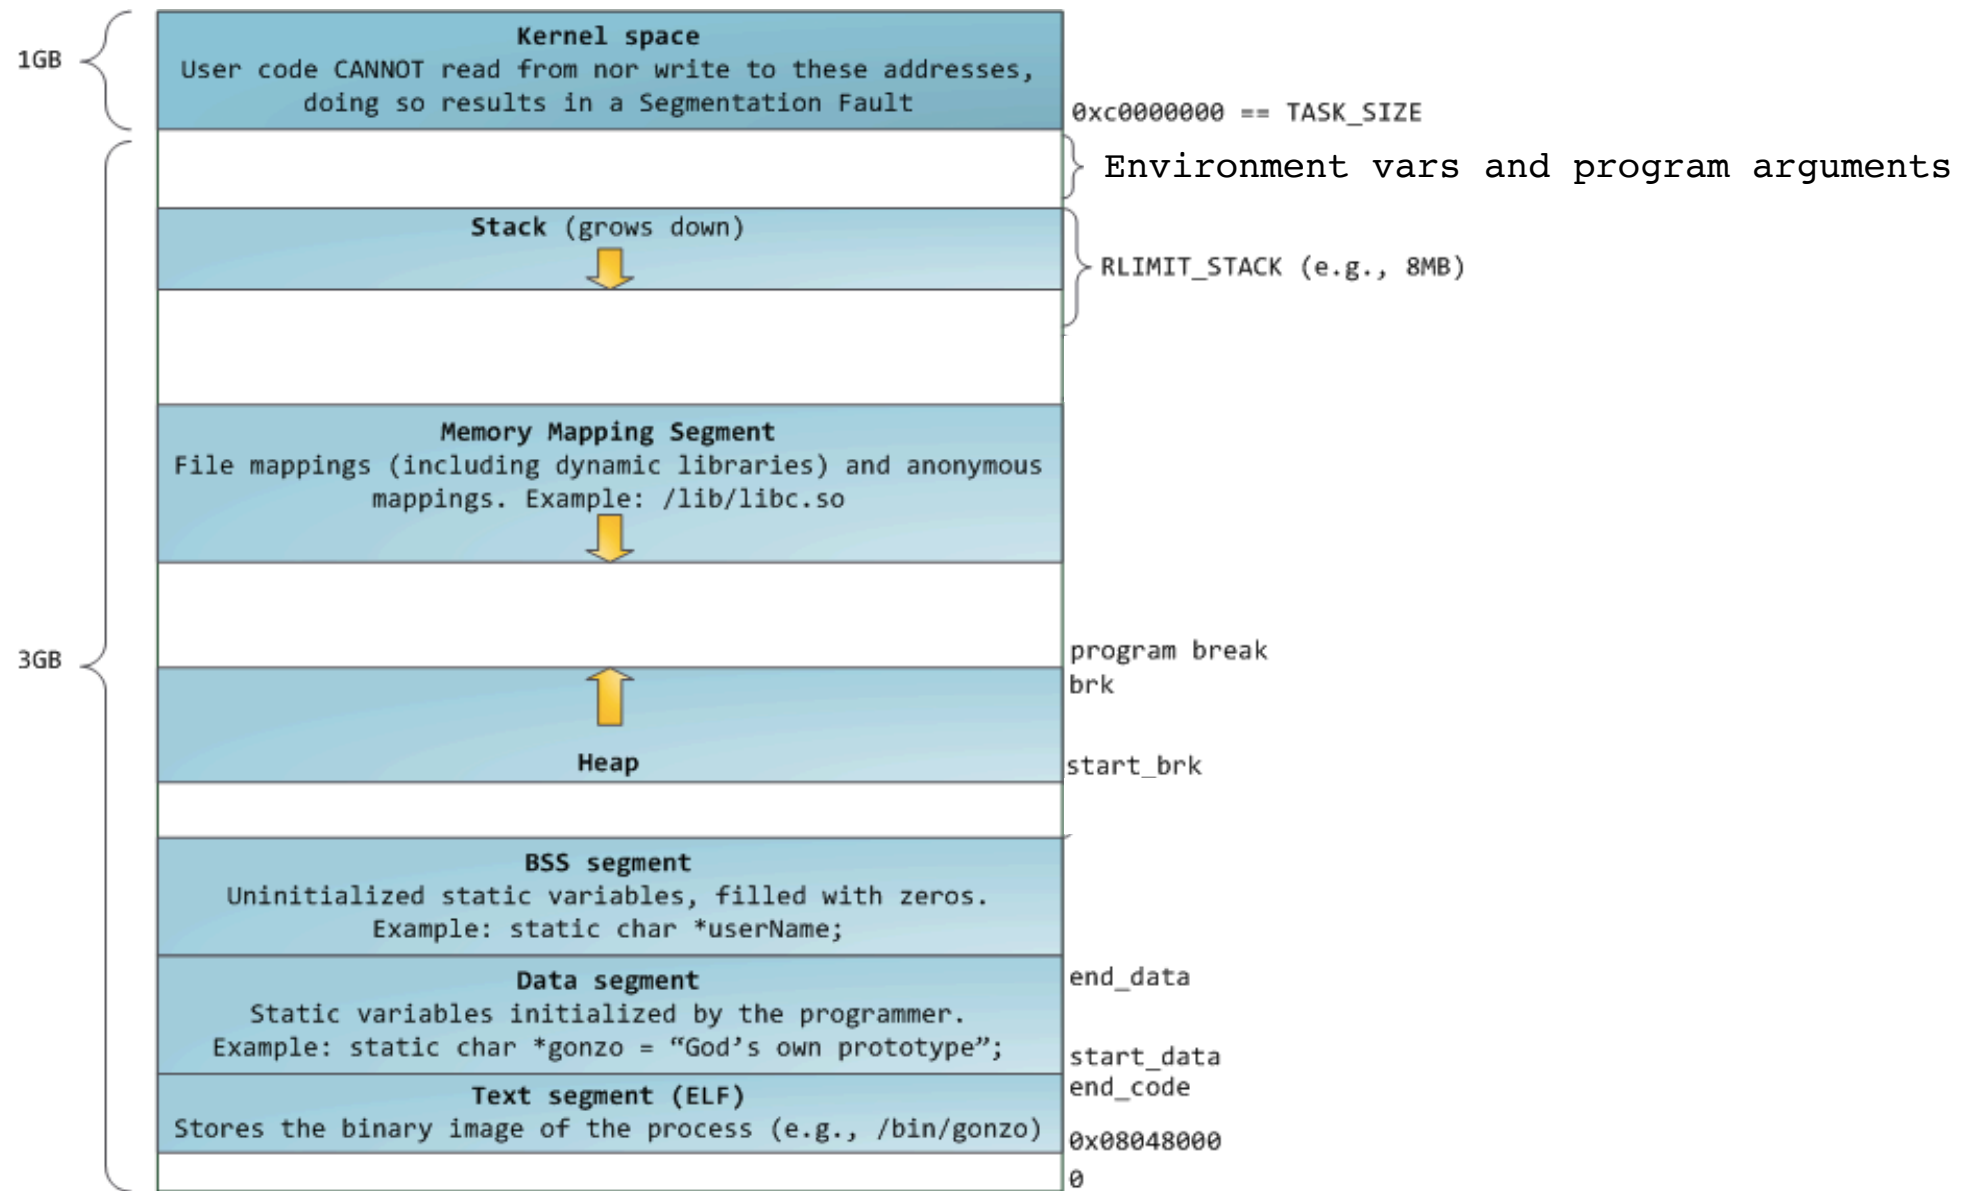 1GB
Kernel space
User code CANNOT read from nor write to these addresses,
doing so results in a Segmentation Fault
0xc0000000 == TASK_SIZE
Environment vars and program arguments
Stack (grows down)
RLIMIT_STACK (e.g., 8MB)
Memory Mapping Segment
File mappings (including dynamic libraries) and anonymous
mappings. Example: /lib/libc.so
3GB
program break
brk
Heap
start_brk
BSS segment
Uninitialized static variables, filled with zeros.
Example: static char *userName;
Data segment
Static variables initialized by the programmer.
Example: static char *gonzo = “God’s own prototype”;
end_data
start_data
end_code
Text segment (ELF)
Stores the binary image of the process (e.g., /bin/gonzo)
0x08048000
0